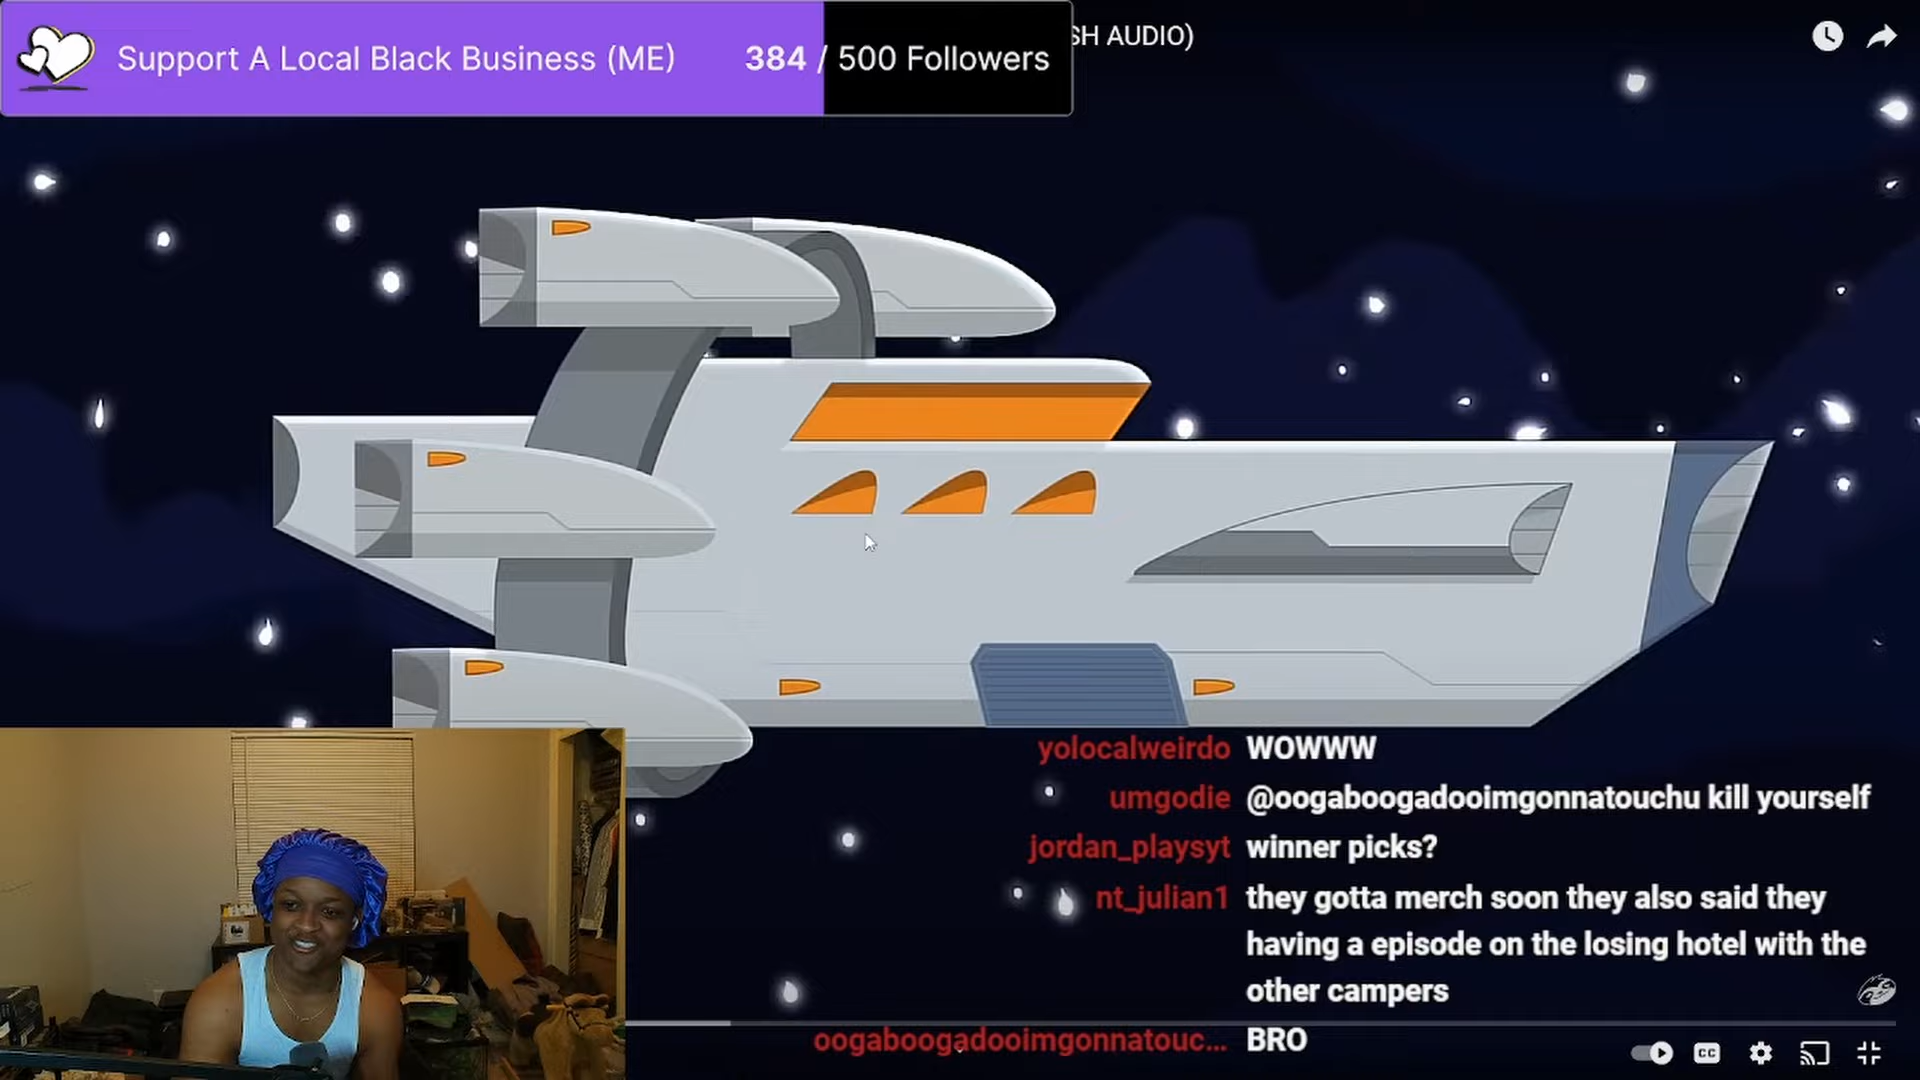 Support A Local Black Business (ME) 384 / 500 Followers
SH AUDIO)
yolocalweirdo WOWWW
umgodie @oogaboogadooimgonnatouchu kill yourself
jordan_playsyt winner picks?
nt_julian1 they gotta merch soon they also said they
having a episode on the losing hotel with the
other campers
oogaboogadooimgonnatouc... BRO
CC